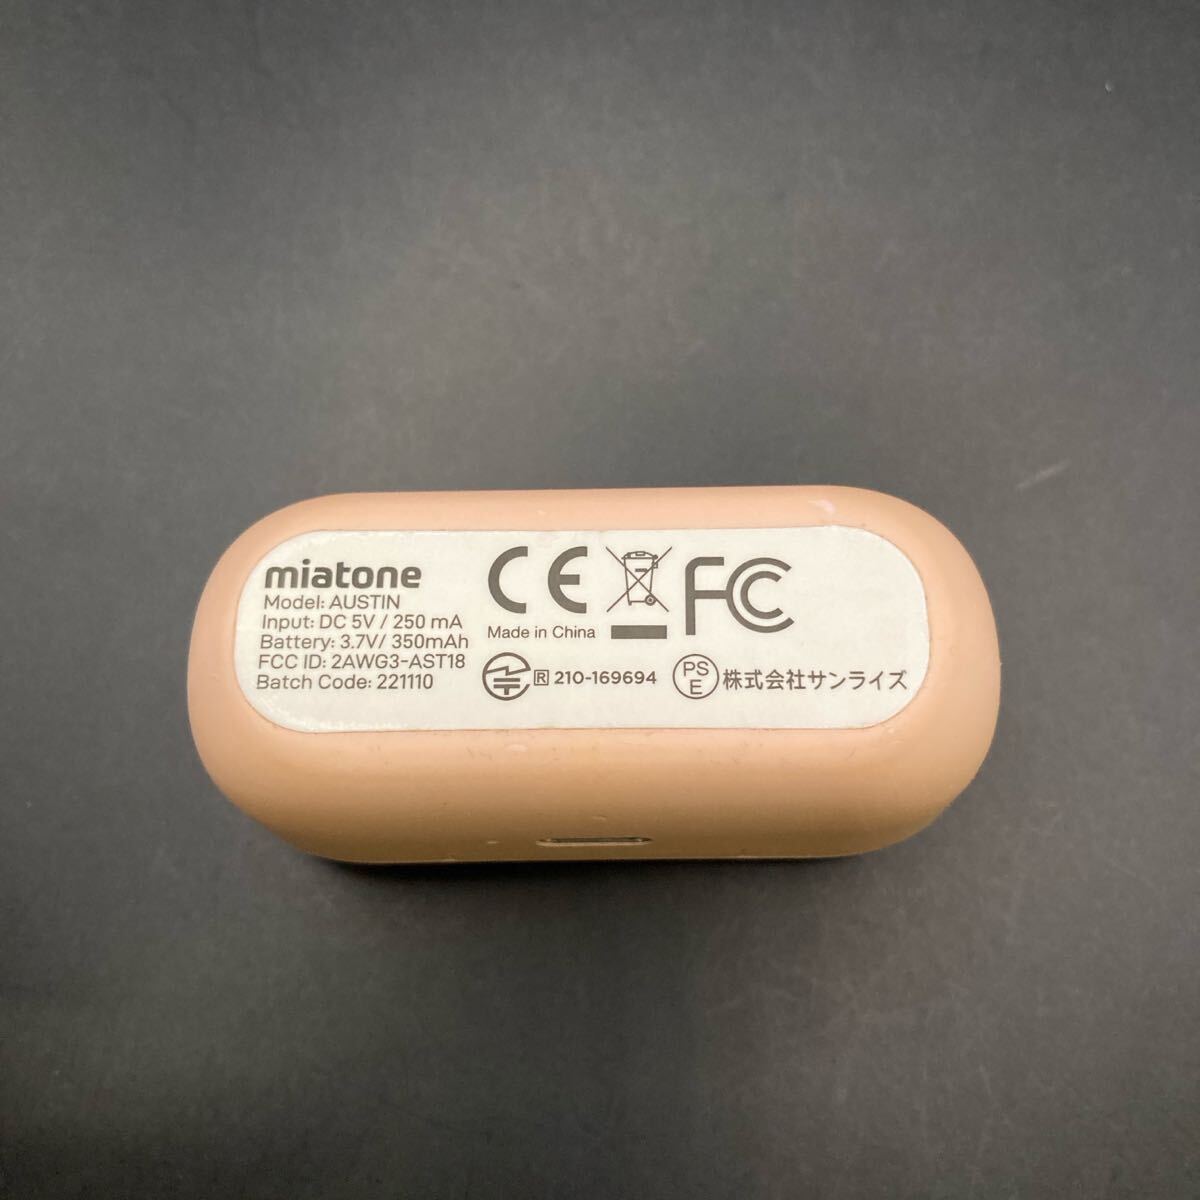 miatone
Model: AUSTIN
Input: DC 5V / 250 mA
Battery: 3.7V/ 350mAh
FCC ID: 2AWG3-AST18
Batch Code: 221110
CE
FC
Made in China
R 210-169694
PS
E
株式会社サンライズ